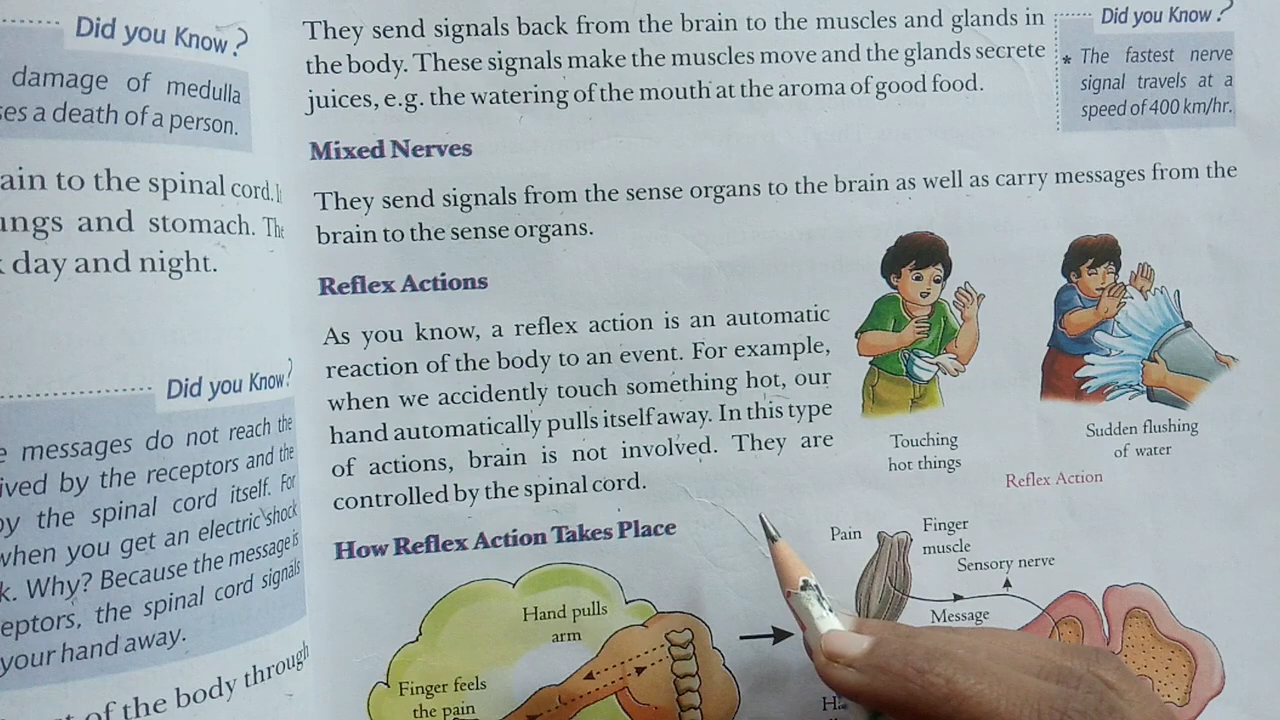 Did you Know?
damage of medulla
es a death of a person.
ain to the spinal cord. It
ngs and stomach. The
day and night.
Did you Know?
messages do not reach the
ived by the receptors and the
by the spinal cord itself. For
when you get an electric shock
k. Why? Because the message is
eptors, the spinal cord signals
your hand away.
of the body through
They send signals back from the brain to the muscles and glands in
the body. These signals make the muscles move and the glands secrete
juices, e.g. the watering of the mouth at the aroma of good food.
Did you Know?
* The fastest nerve
signal travels at a
speed of 400 km/hr.
Mixed Nerves
They send signals from the sense organs to the brain as well as carry messages from the
brain to the sense organs.
Reflex Actions
As you know, a reflex action is an automatic
reaction of the body to an event. For example,
when we accidently touch something hot, our
hand automatically pulls itself away. In this type
of actions, brain is not involved. They are
controlled by the spinal cord.
Touching
hot things
Sudden flushing
of water
Reflex Action
How Reflex Action Takes Place
Hand pulls
arm
Finger feels
the pain
Pain
Finger
muscle
Sensory nerve
Message